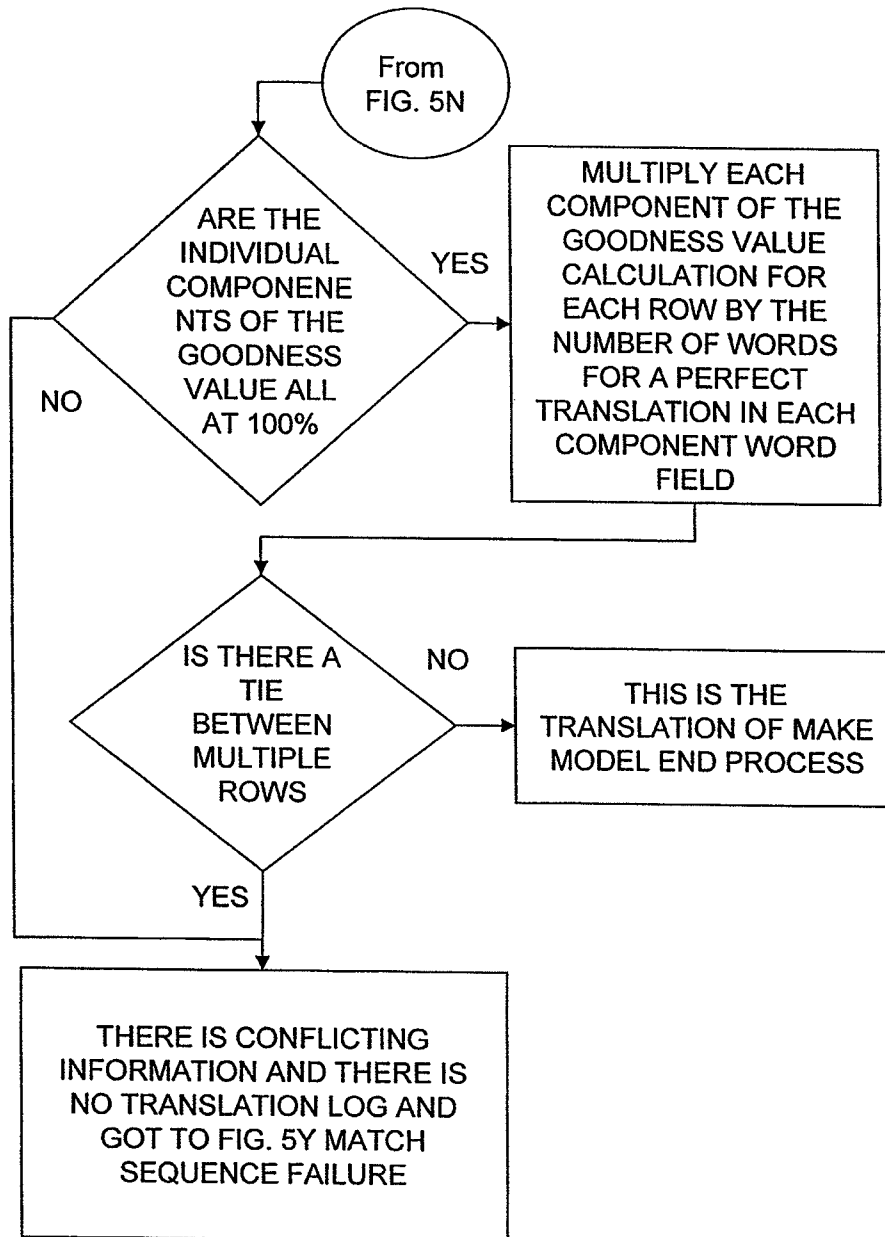 From
FIG. 5N
ARE THE
INDIVIDUAL
COMPONENE
NTS OF THE
GOODNESS
VALUE ALL
AT 100%
YES
NO
MULTIPLY EACH
COMPONENT OF THE
GOODNESS VALUE
CALCULATION FOR
EACH ROW BY THE
NUMBER OF WORDS
FOR A PERFECT
TRANSLATION IN EACH
COMPONENT WORD
FIELD
IS THERE A
TIE
BETWEEN
MULTIPLE
ROWS
NO
THIS IS THE
TRANSLATION OF MAKE
MODEL END PROCESS
YES
THERE IS CONFLICTING
INFORMATION AND THERE IS
NO TRANSLATION LOG AND
GOT TO FIG. 5Y MATCH
SEQUENCE FAILURE